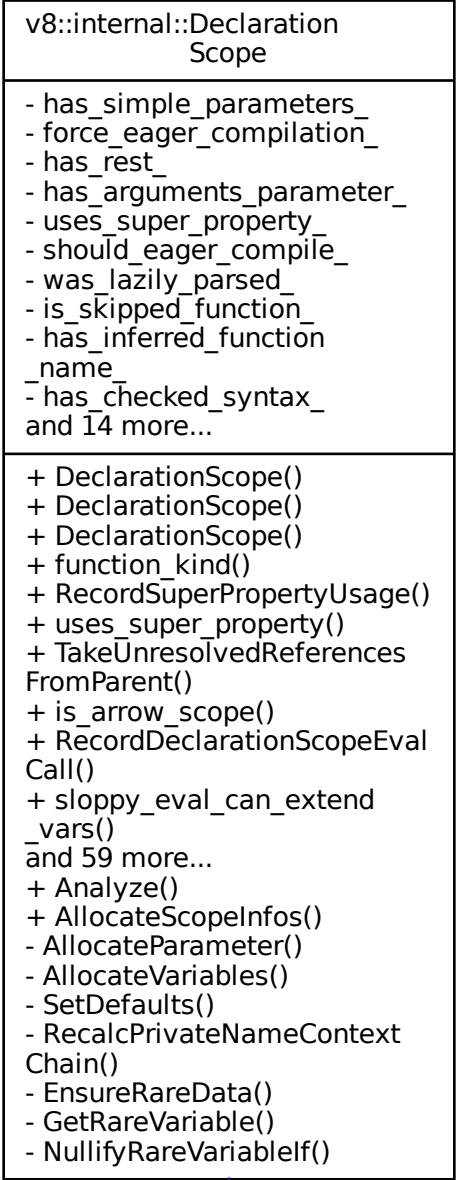 v8::internal::Declaration
Scope
- has_simple_parameters_
- force_eager_compilation_
- has_rest_
- has_arguments_parameter_
- uses_super_property_
- should_eager_compile_
- was_lazily_parsed_
- is_skipped_function_
- has_inferred_function
_name_
- has_checked_syntax_
and 14 more...
+ DeclarationScope()
+ DeclarationScope()
+ DeclarationScope()
+ function_kind()
+ RecordSuperPropertyUsage()
+ uses_super_property()
+ TakeUnresolvedReferences
FromParent()
+ is_arrow_scope()
+ RecordDeclarationScopeEval
Call()
+ sloppy_eval_can_extend
_vars()
and 59 more...
+ Analyze()
+ AllocateScopeInfos()
- AllocateParameter()
- AllocateVariables()
- SetDefaults()
- RecalcPrivateNameContext
Chain()
- EnsureRareData()
- GetRareVariable()
- NullifyRareVariableIf()